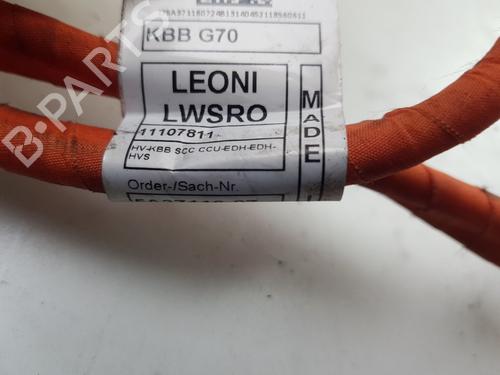 KBB G70
LEONI
LWSRO
MADE
11107811
HV-KBB SCC CCU-EDH-EDH-
HVS
Order-/Sach-Nr.
B-PARTS